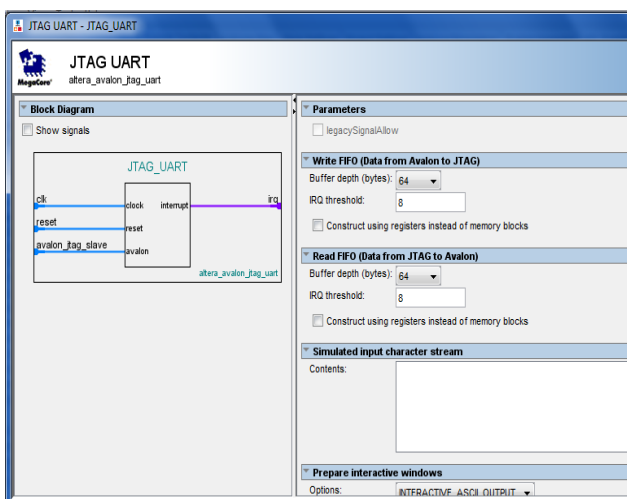 JTAG UART - JTAG_UART
JTAG UART
MegaCore'
altera_avalon_jtag_uart
Block Diagram
Show signals
JTAG_UART
clk
clock
interrupt
irq
reset
reset
avalon_jtag_slave
avalon
altera_avalon_jtag_uart
Parameters
legacySignalAllow
Write FIFO (Data from Avalon to JTAG)
Buffer depth (bytes): 64
IRQ threshold: 8
Construct using registers instead of memory blocks
Read FIFO (Data from JTAG to Avalon)
Buffer depth (bytes): 64
IRQ threshold: 8
Construct using registers instead of memory blocks
Simulated input character stream
Contents:
Prepare interactive windows
Options: INTERACTIVE_ASCII_OUTPUT